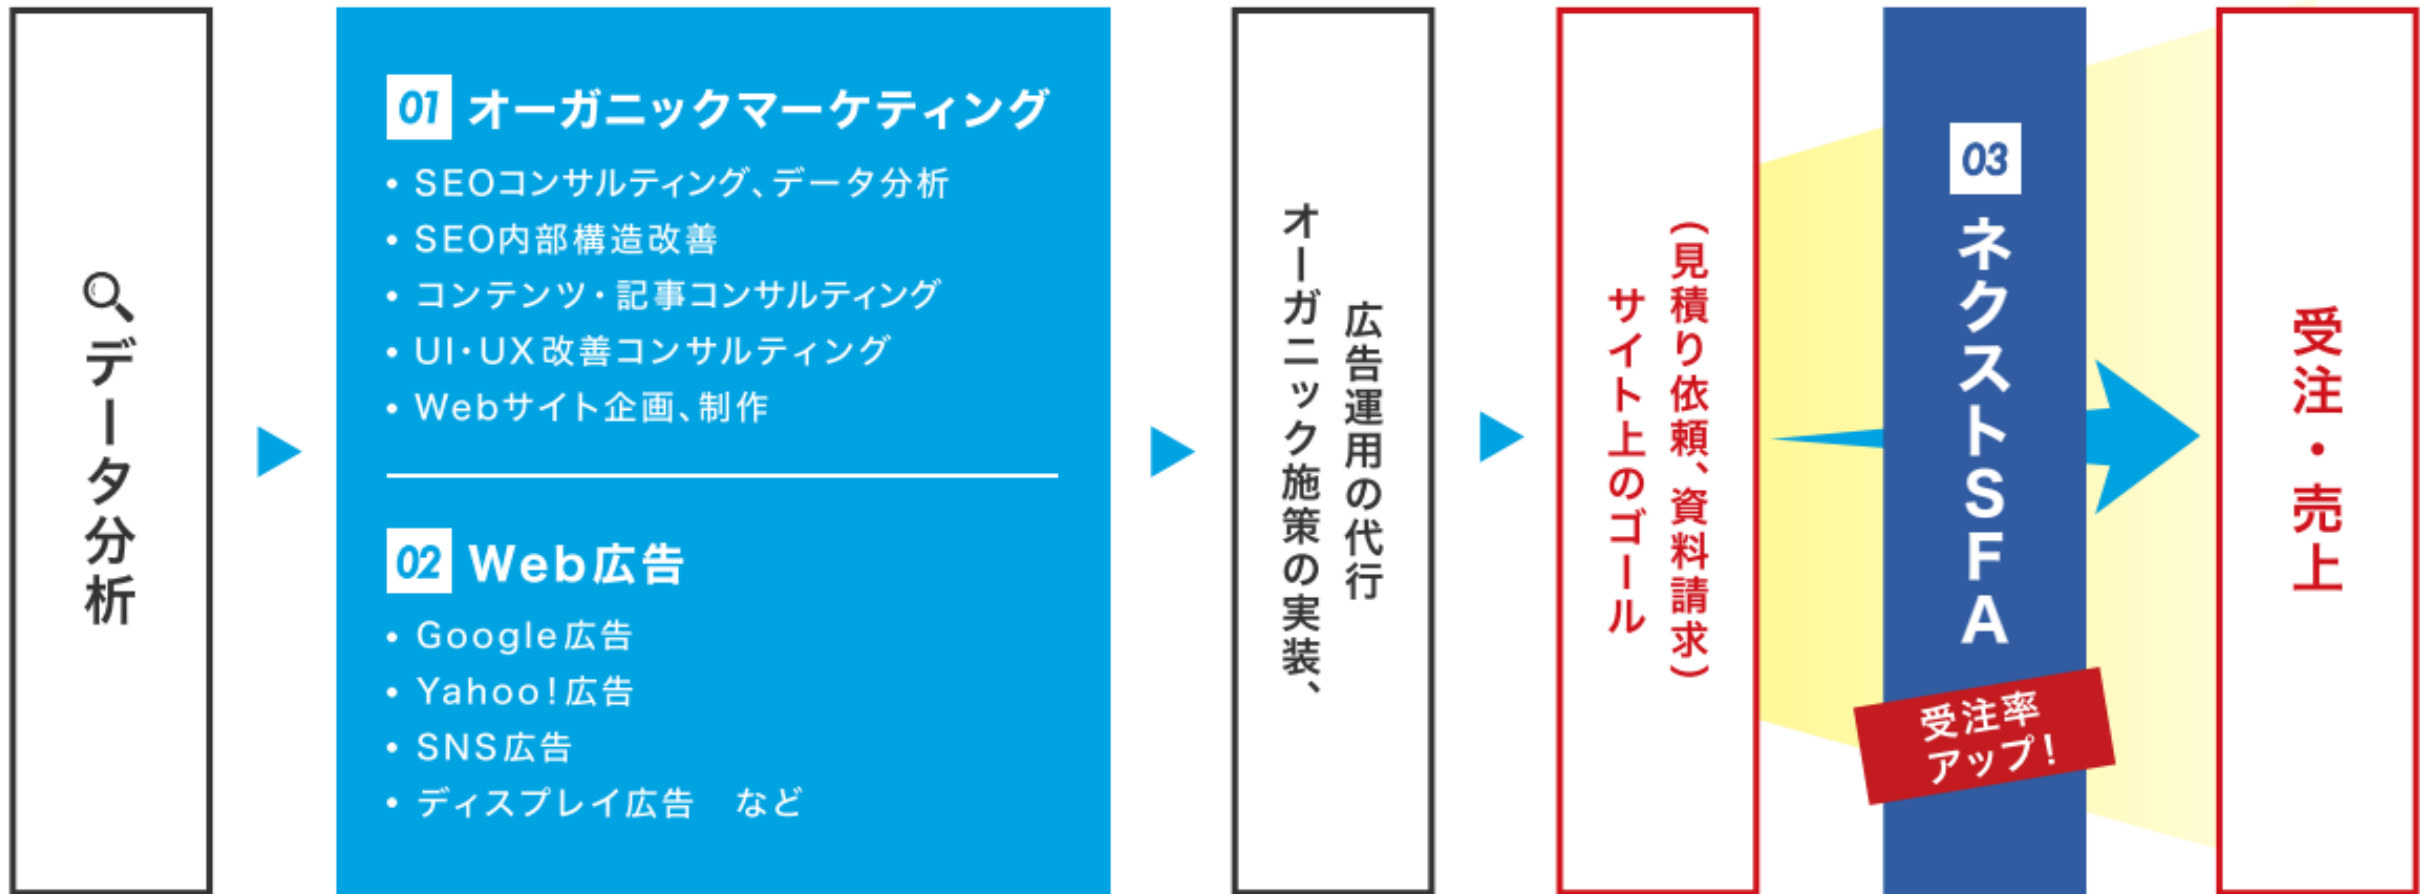 データ分析
01 オーガニックマーケティング
• SEOコンサルティング、データ分析
• SEO内部構造改善
• コンテンツ・記事コンサルティング
• UI・UX改善コンサルティング
• Webサイト企画、制作
02 Web広告
• Google広告
• Yahoo!広告
• SNS広告
• ディスプレイ広告　など
オーガニック施策の実装、
広告運用の代行
サイト上のゴール
(見積り依頼、資料請求)
03
ネクストSFA
受注率
アップ!
受注・売上